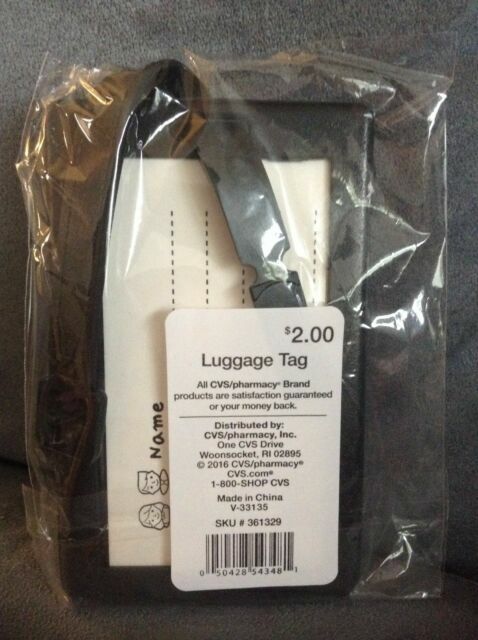 $2.00
Luggage Tag
All CVS/pharmacy® Brand
products are satisfaction guaranteed
or your money back.
Distributed by:
CVS/pharmacy, Inc.
One CVS Drive
Woonsocket, RI 02895
© 2016 CVS/pharmacy®
CVS.com®
1-800-SHOP CVS
Made in China
V-33135
SKU # 361329
0 50428 54348 1
Name